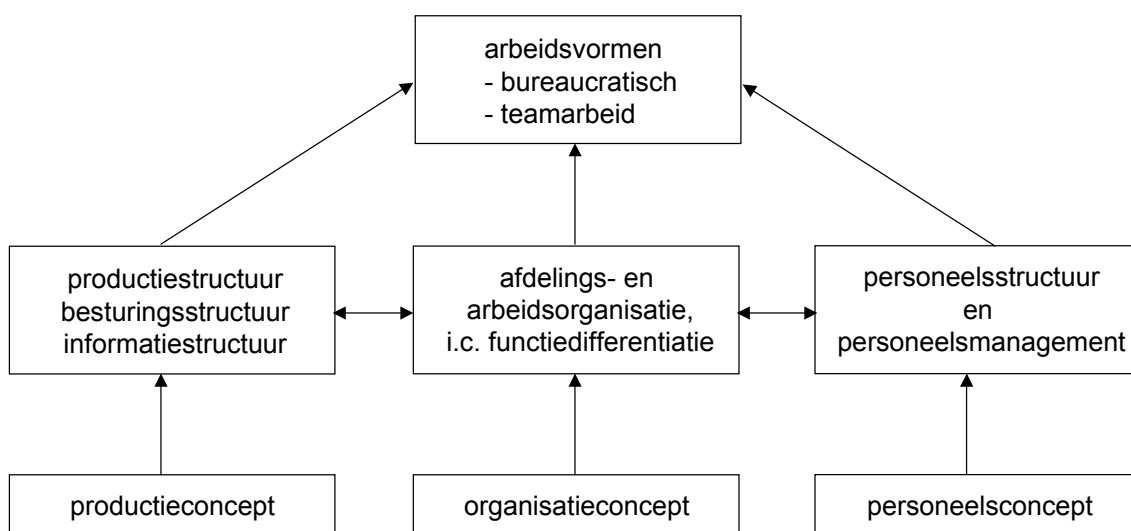 arbeidsvormen
- bureaucratisch
- teamarbeid
productiestructuur
besturingsstructuur
informatiestructuur
afdelings- en
arbeidsorganisatie,
i.c. functiedifferentiatie
personeelsstructuur
en
personeelsmanagement
productieconcept
organisatieconcept
personeelsconcept